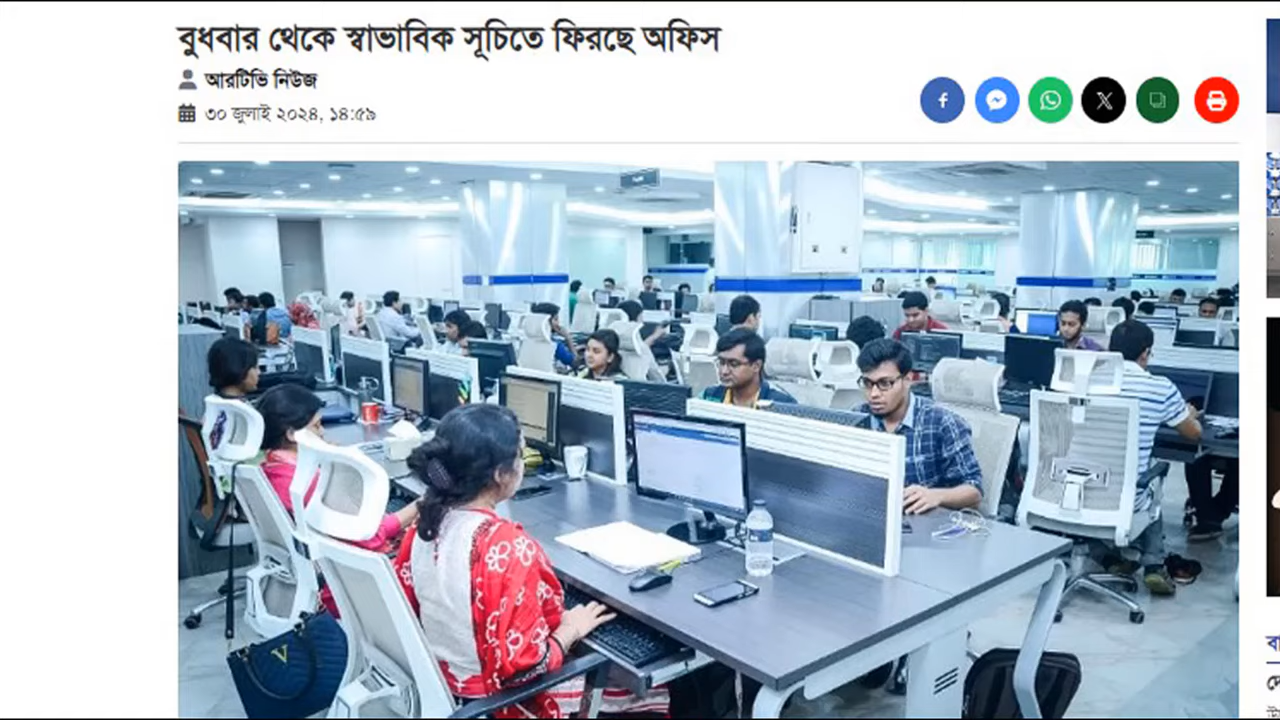 বুধবার থেকে স্বাভাবিক সূচিতে ফিরছে অফিস
আরটিভি নিউজ
৩০ জুলাই ২০২৪, ১৪:৫৯
V